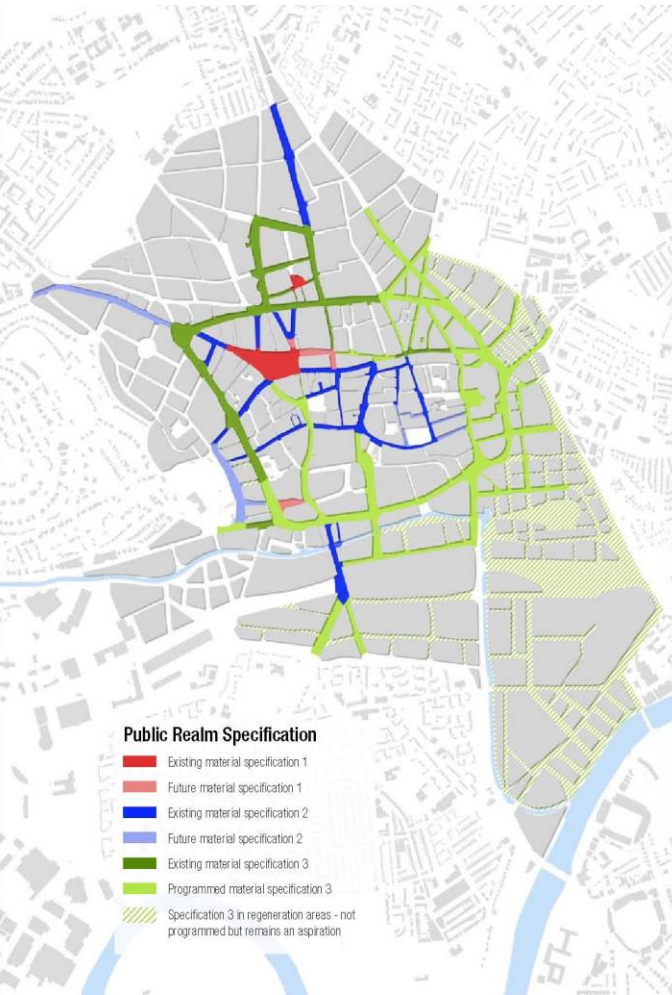 Public Realm Specification
Existing material specification 1
Future material specification 1
Existing material specification 2
Future material specification 2
Existing material specification 3
Programmed material specification 3
Specification 3 in regeneration areas - not
programmed but remains an aspiration